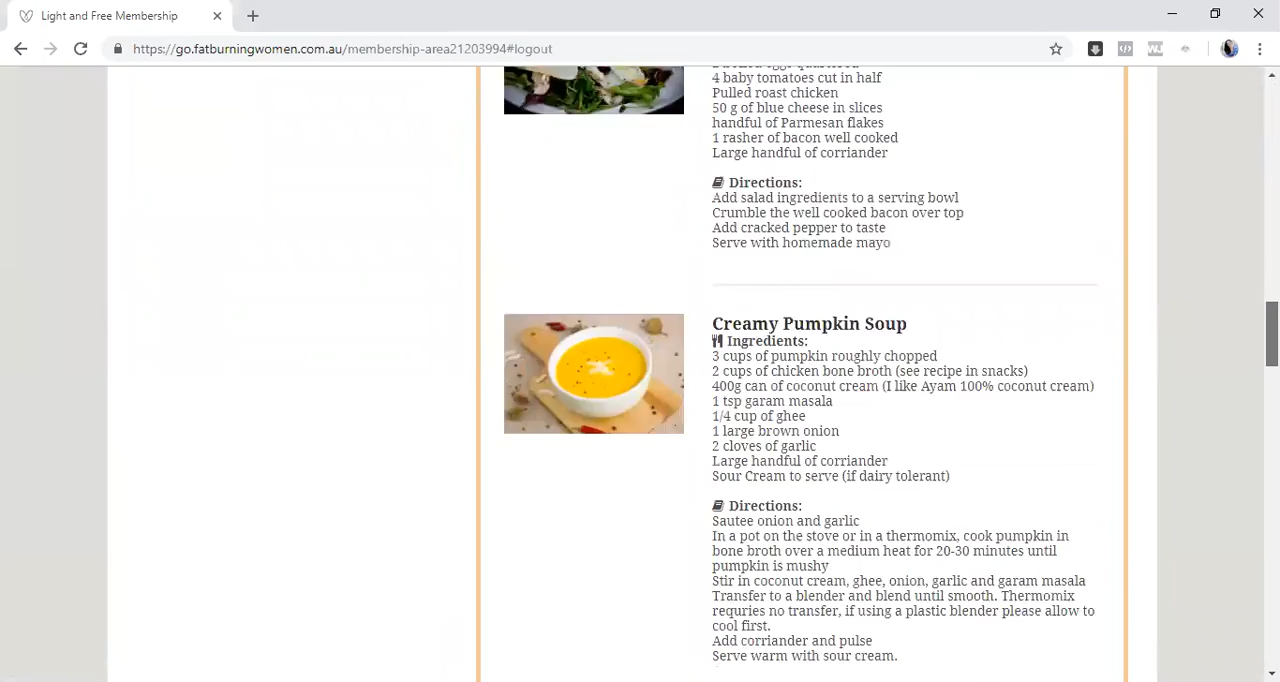 Light and Free Membership
https://go.fatburningwomen.com.au/membership-area21203994#logout
4 baby tomatoes cut in half
Pulled roast chicken
50 g of blue cheese in slices
handful of Parmesan flakes
1 rasher of bacon well cooked
Large handful of corriander
Directions:
Add salad ingredients to a serving bowl
Crumble the well cooked bacon over top
Add cracked pepper to taste
Serve with homemade mayo
Creamy Pumpkin Soup
Ingredients:
3 cups of pumpkin roughly chopped
2 cups of chicken bone broth (see recipe in snacks)
400g can of coconut cream (I like Ayam 100% coconut cream)
1 tsp garam masala
1/4 cup of ghee
1 large brown onion
2 cloves of garlic
Large handful of corriander
Sour Cream to serve (if dairy tolerant)
Directions:
Sautee onion and garlic
In a pot on the stove or in a thermomix, cook pumpkin in
bone broth over a medium heat for 20-30 minutes until
pumpkin is mushy
Stir in coconut cream, ghee, onion, garlic and garam masala
Transfer to a blender and blend until smooth. Thermomix
requries no transfer, if using a plastic blender please allow to
cool first.
Add corriander and pulse
Serve warm with sour cream.